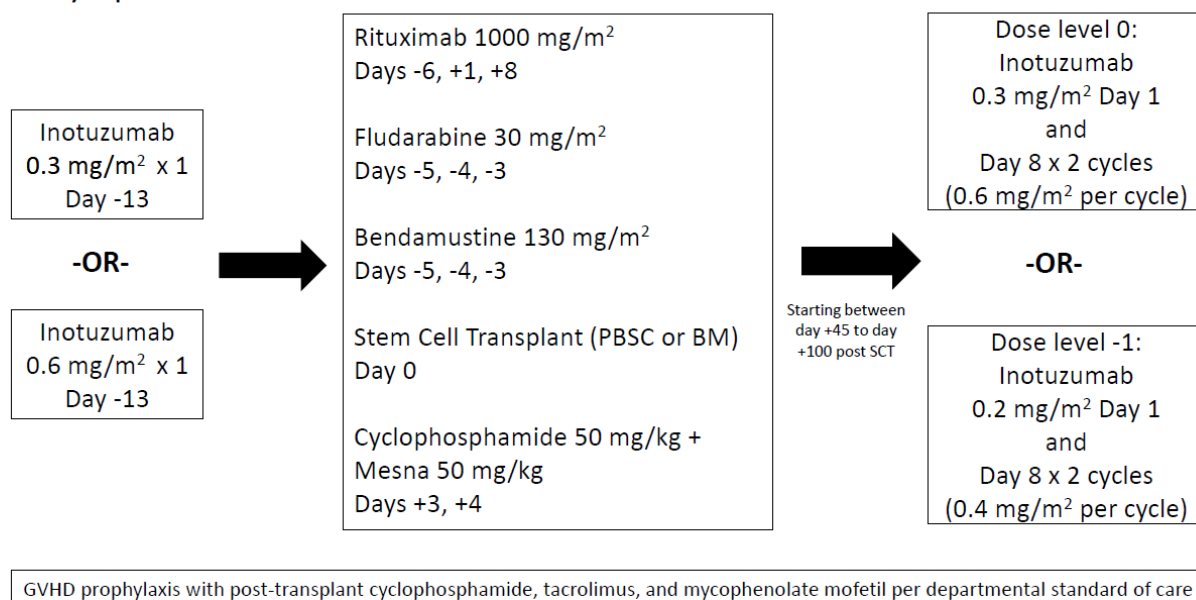 Inotuzumab
0.3 mg/m² x 1
Day -13
-OR-
Inotuzumab
0.6 mg/m² x 1
Day -13
Rituximab 1000 mg/m²
Days -6, +1, +8
Fludarabine 30 mg/m²
Days -5, -4, -3
Bendamustine 130 mg/m²
Days -5, -4, -3
Stem Cell Transplant (PBSC or BM)
Day 0
Cyclophosphamide 50 mg/kg +
Mesna 50 mg/kg
Days +3, +4
Starting between
day +45 to day
+100 post SCT
Dose level 0:
Inotuzumab
0.3 mg/m² Day 1
and
Day 8 x 2 cycles
(0.6 mg/m² per cycle)
-OR-
Dose level -1:
Inotuzumab
0.2 mg/m² Day 1
and
Day 8 x 2 cycles
(0.4 mg/m² per cycle)
GVHD prophylaxis with post-transplant cyclophosphamide, tacrolimus, and mycophenolate mofetil per departmental standard of care